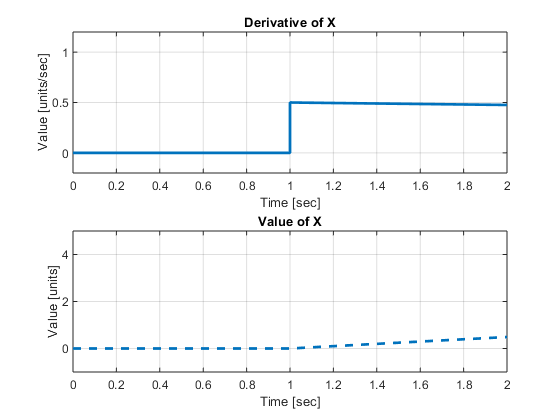 Derivative of X
Value [units/sec]
1
0.5
0
0 0.2 0.4 0.6 0.8 1 1.2 1.4 1.6 1.8 2
Time [sec]
Value of X
Value [units]
4
2
0
0 0.2 0.4 0.6 0.8 1 1.2 1.4 1.6 1.8 2
Time [sec]